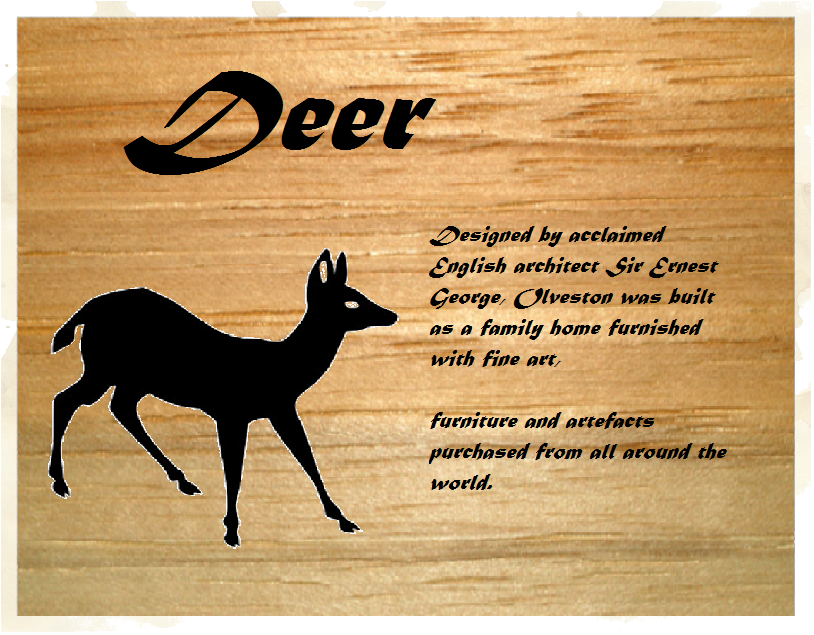 Deer
Designed by acclaimed
English architect Sir Ernest
George, Olveston was built
as a family home furnished
with fine art,
furniture and artefacts
purchased from all around the
world.